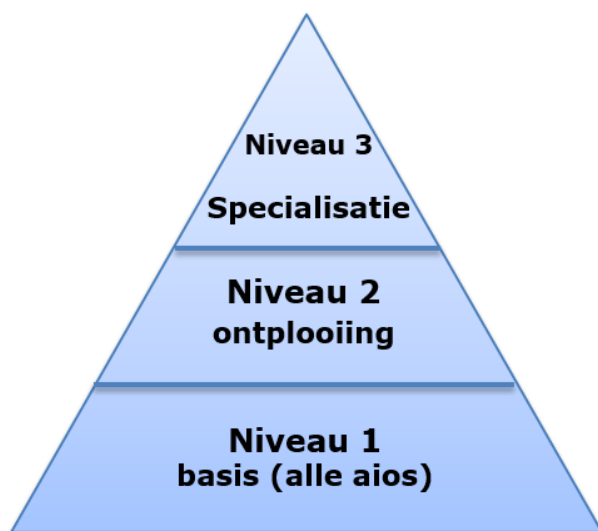 Niveau 3
Specialisatie
Niveau 2
ontplooiing
Niveau 1
basis (alle aios)